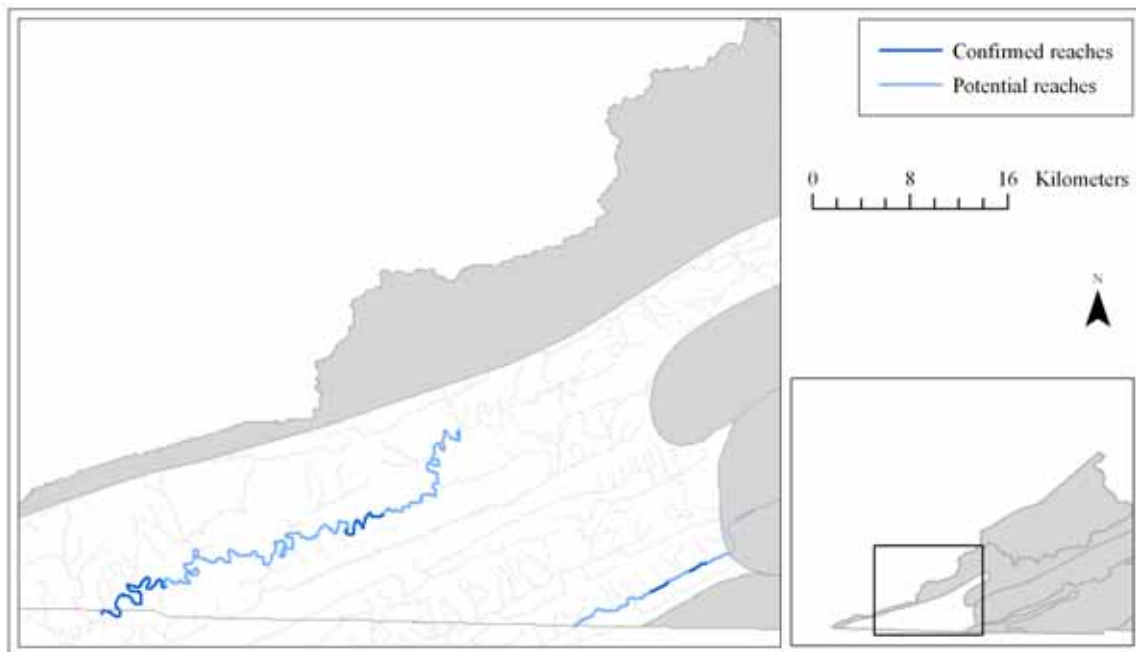 Confirmed reaches
Potential reaches
0 8 16 Kilometers
N